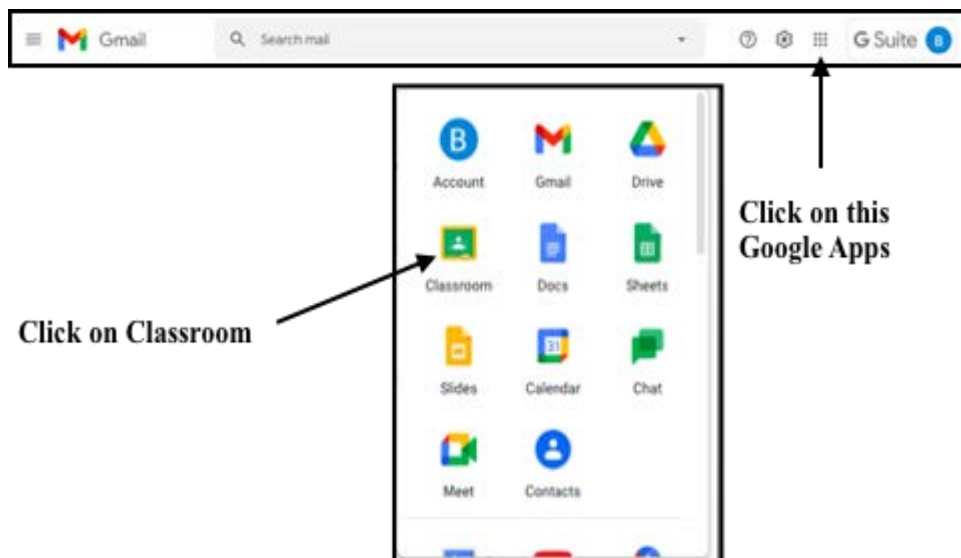 Gmail Search mail G Suite B
Click on this
Google Apps
B
Account Gmail Drive
Classroom Docs Sheets
Click on Classroom
31
Slides Calendar Chat
Meet Contacts